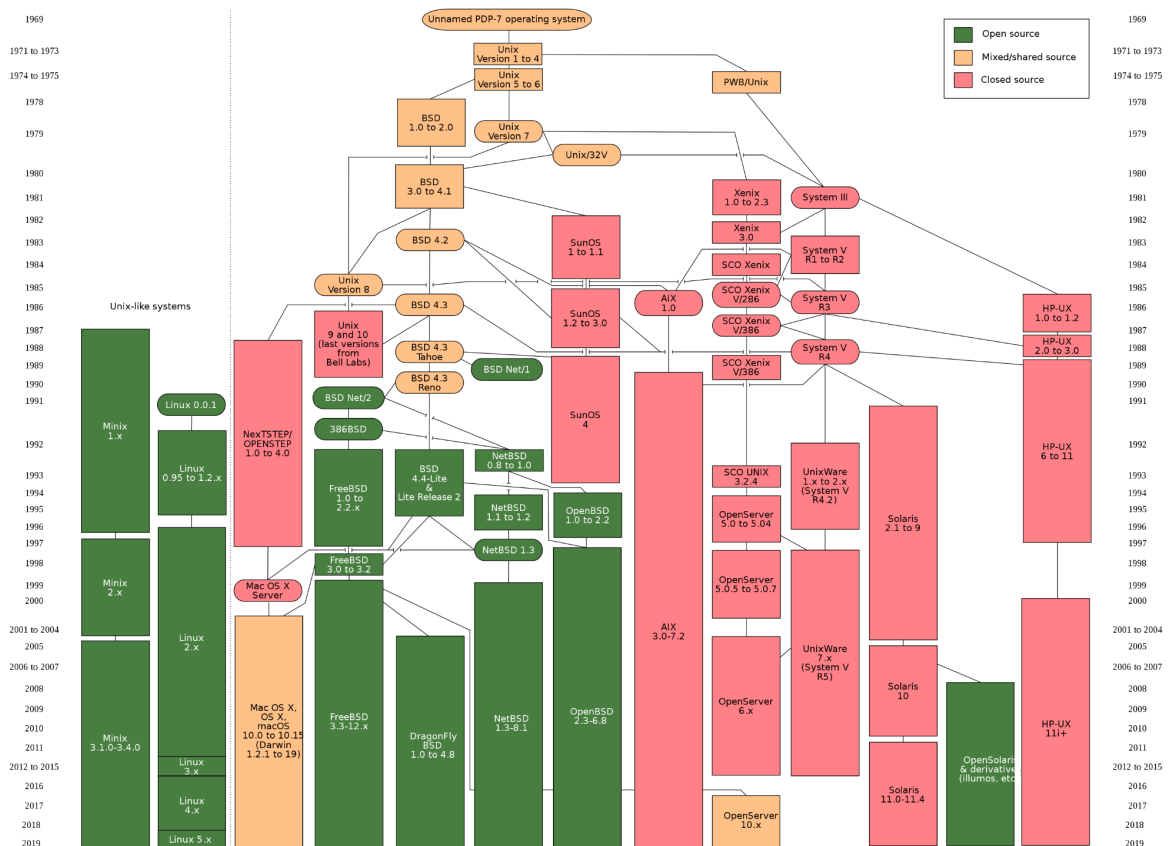 1969
1971 to 1973
1974 to 1975
1978
1979
1980
1981
1982
1983
1984
1985
1986
1987
1988
1989
1990
1991
1992
1993
1994
1995
1996
1997
1998
1999
2000
2001 to 2004
2005
2006 to 2007
2008
2009
2010
2011
2012 to 2015
2016
2017
2018
2019
Unix-like systems
Minix
1.x
Minix
2.x
Minix
3.1.0-3.4.0
Linux 0.0.1
Linux
0.95 to 1.2.x
Linux
2.x
Linux
3.x
Linux
4.x
Linux 5.x
Unnamed PDP-7 operating system
Unix
Version 1 to 4
Unix
Version 5 to 6
PWB/Unix
BSD
1.0 to 2.0
Unix
Version 7
Unix/32V
BSD
3.0 to 4.1
Xenix
1.0 to 2.3
System III
Xenix
3.0
BSD 4.2
SunOS
1 to 1.1
System V
R1 to R2
SCO Xenix
Unix
Version 8
SCO Xenix
V/286
AIX
1.0
System V
R3
BSD 4.3
SunOS
1.2 to 3.0
HP-UX
1.0 to 1.2
Unix
9 and 10
(last versions
from
Bell Labs)
SCO Xenix
V/386
HP-UX
2.0 to 3.0
BSD 4.3
Tahoe
System V
R4
BSD Net/1
SCO Xenix
V/386
BSD 4.3
Reno
BSD Net/2
386BSD
NexTSTEP/
OPENSTEP
1.0 to 4.0
SunOS
4
HP-UX
6 to 11
NetBSD
0.8 to 1.0
BSD
4.4-Lite
&
Lite Release 2
FreeBSD
1.0 to
2.2.x
SCO UNIX
3.2.4
UnixWare
1.x to 2.x
(System V
R4.2)
NetBSD
1.1 to 1.2
OpenBSD
1.0 to 2.2
OpenServer
5.0 to 5.04
Solaris
2.1 to 9
NetBSD 1.3
FreeBSD
3.0 to 3.2
OpenServer
5.0.5 to 5.0.7
Mac OS X
Server
AIX
3.0-7.2
UnixWare
7.x
(System V
R5)
Solaris
10
OpenServer
6.x
Mac OS X,
OS X,
macOS
10.0 to 10.15
(Darwin
1.2.1 to 19)
FreeBSD
3.3-12.x
DragonFly
BSD
1.0 to 4.8
NetBSD
1.3-8.1
OpenBSD
2.3-6.8
HP-UX
11i+
OpenSolaris
& derivative
(illumos, etc
Solaris
11.0-11.4
OpenServer
10.x
Open source
Mixed/shared source
Closed source
1969
1971 to 1973
1974 to 1975
1978
1979
1980
1981
1982
1983
1984
1985
1986
1987
1988
1989
1990
1991
1992
1993
1994
1995
1996
1997
1998
1999
2000
2001 to 2004
2005
2006 to 2007
2008
2009
2010
2011
2012 to 2015
2016
2017
2018
2019